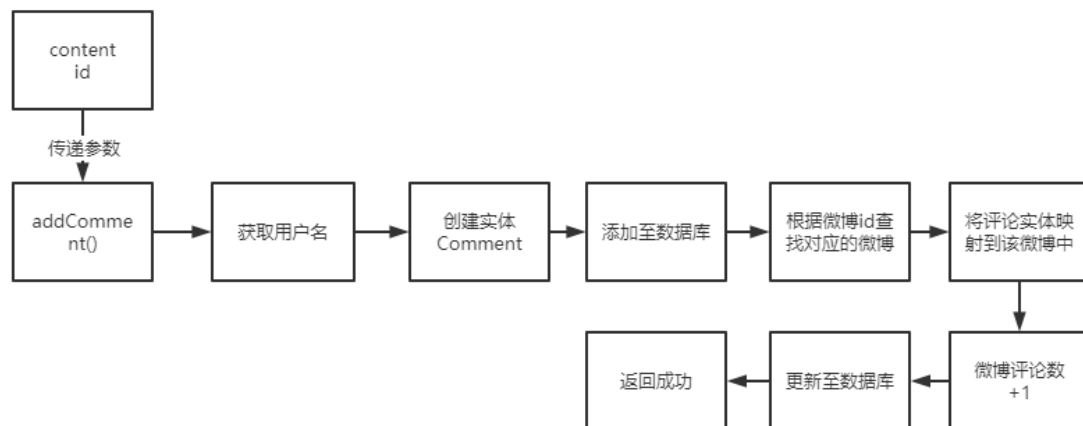 content
id
传递参数
addComme
nt()
获取用户名
创建实体
Comment
添加至数据库
根据微博id查
找对应的微博
将评论实体映
射到该微博中
微博评论数
+1
更新至数据库
返回成功